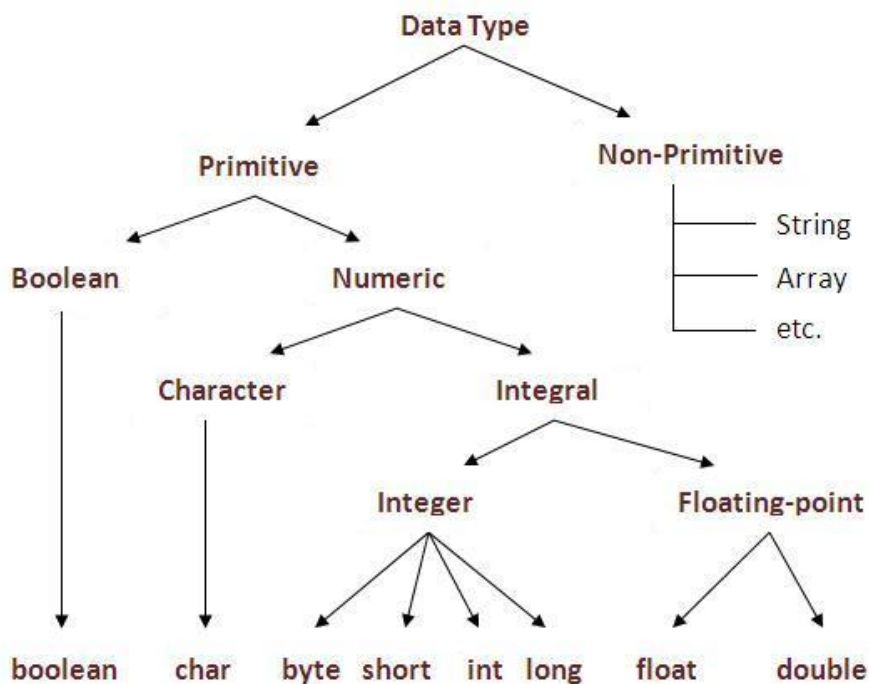 Data Type
Primitive
Non-Primitive
String
Array
etc.
Boolean
Numeric
Character
Integral
Integer
Floating-point
boolean
char
byte
short
int
long
float
double